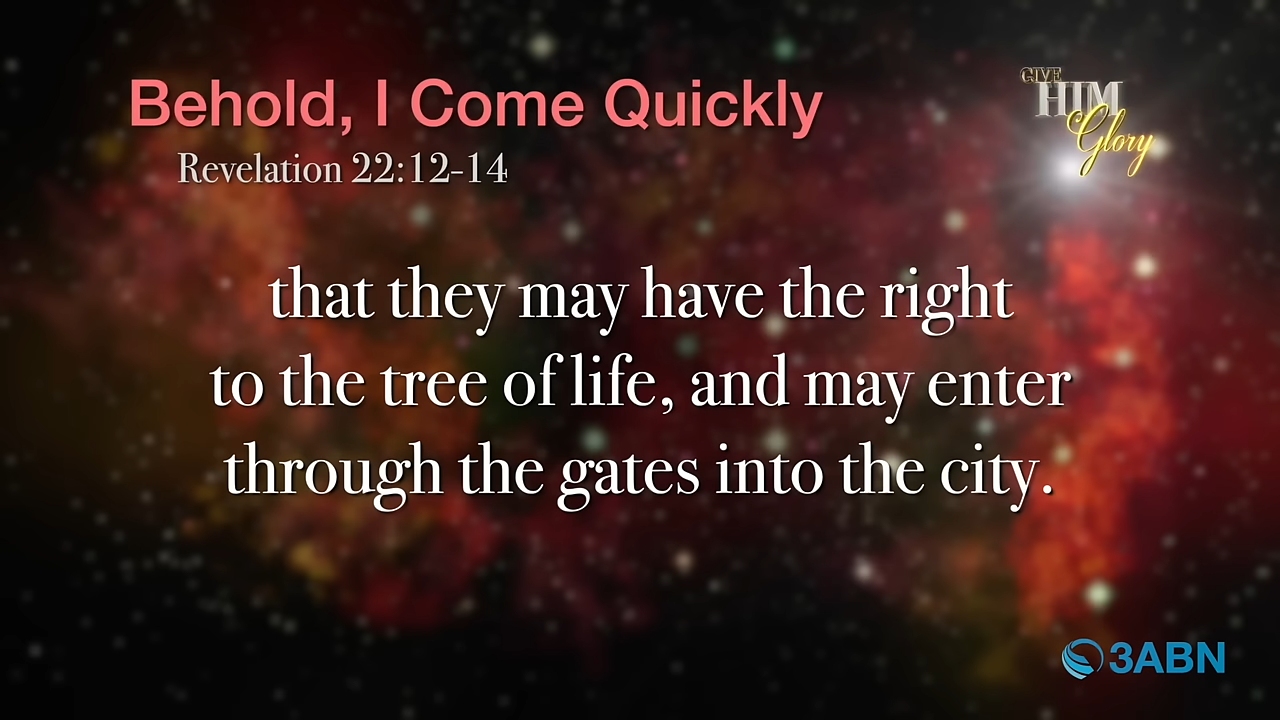 Behold, I Come Quickly
Revelation 22:12-14
GIVE
HIM
Glory
that they may have the right
to the tree of life, and may enter
through the gates into the city.
3ABN